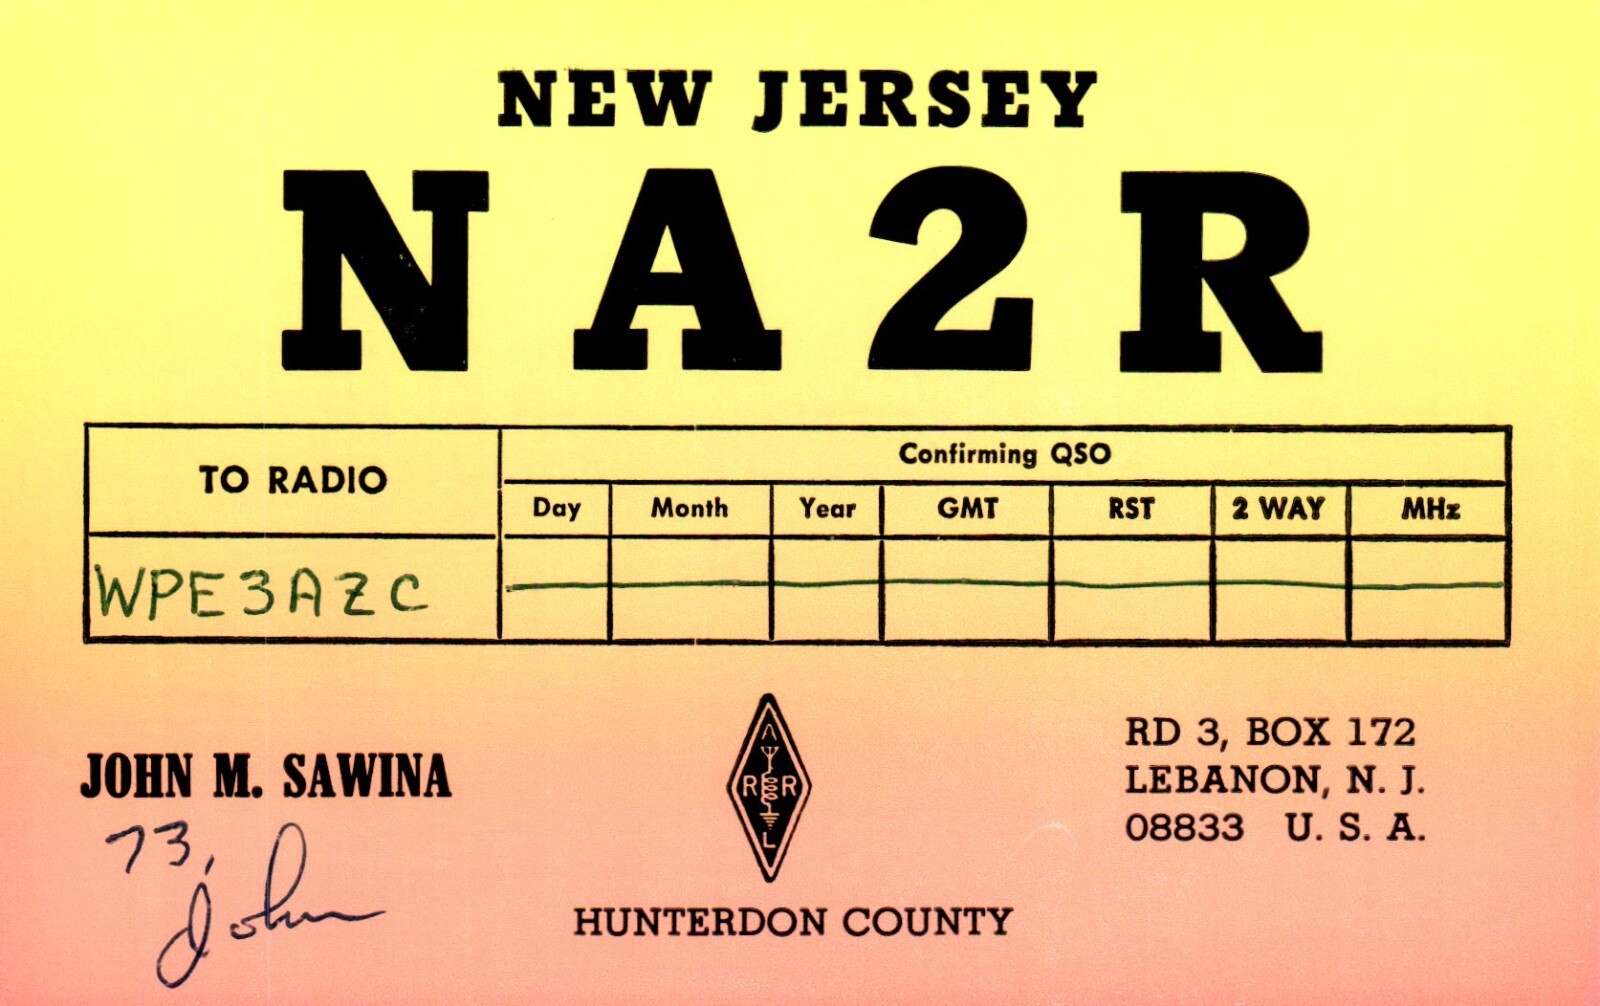 NEW JERSEY
NA2R
TO RADIO
Confirming QSO
Day Month Year GMT RST 2 WAY MHz
WPE3AZC
JOHN M. SAWINA
73,
John
A
R R
L
HUNTERDON COUNTY
RD 3, BOX 172
LEBANON, N. J.
08833 U. S. A.